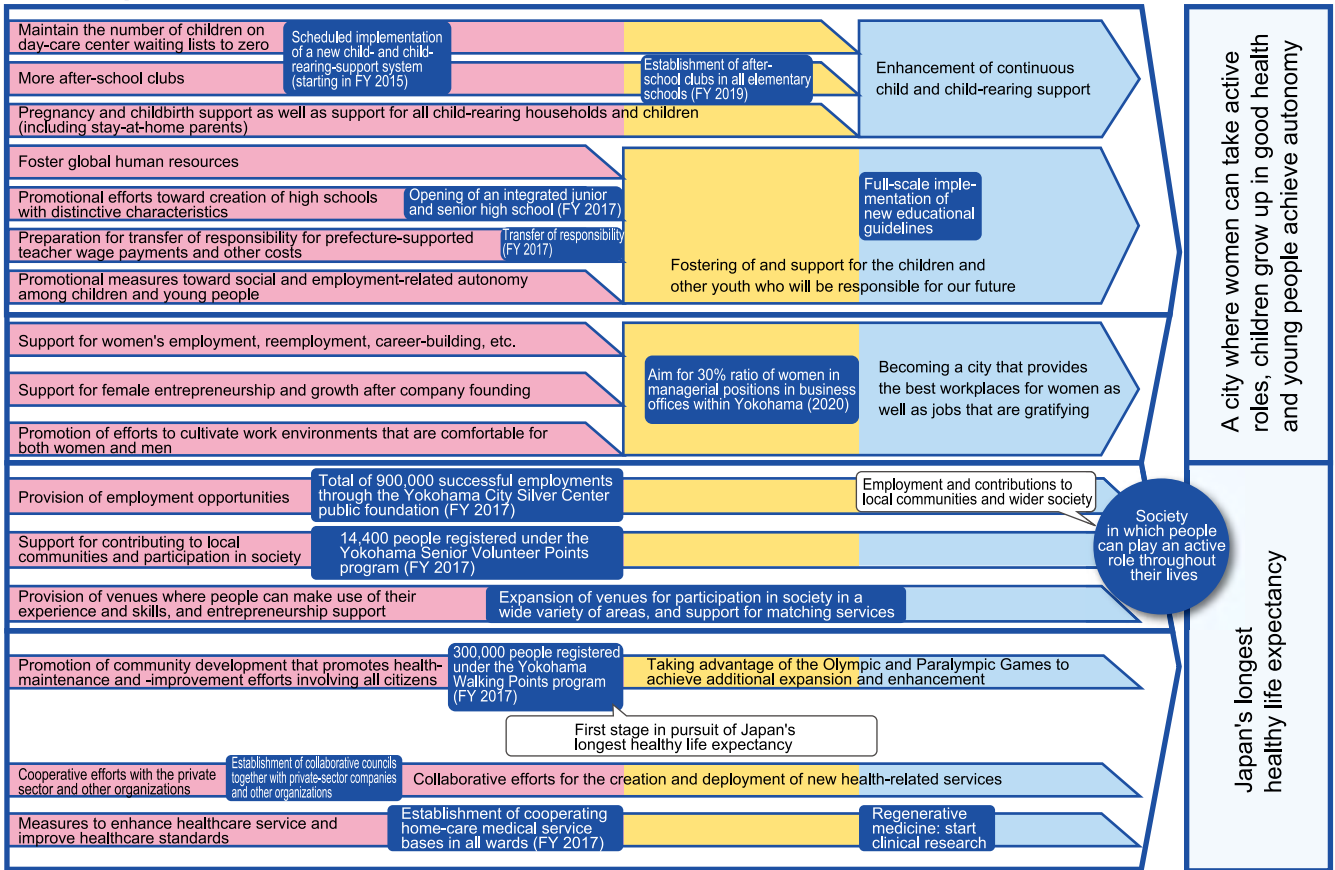 Maintain the number of children on
day-care center waiting lists to zero
Scheduled implementation
of a new child- and child-
rearing-support system
(starting in FY 2015)
More after-school clubs
Establishment of after-
school clubs in all elementary
schools (FY 2019)
Pregnancy and childbirth support as well as support for all child-rearing households and children
(including stay-at-home parents)
Enhancement of continuous
child and child-rearing support
Foster global human resources
Promotional efforts toward creation of high schools
with distinctive characteristics
Opening of an integrated junior
and senior high school (FY 2017)
Preparation for transfer of responsibility for prefecture-supported
teacher wage payments and other costs
Transfer of responsibility
(FY 2017)
Promotional measures toward social and employment-related autonomy
among children and young people
Full-scale imple-
mentation of
new educational
guidelines
Fostering of and support for the children and
other youth who will be responsible for our future
Support for women's employment, reemployment, career-building, etc.
Support for female entrepreneurship and growth after company founding
Promotion of efforts to cultivate work environments that are comfortable for
both women and men
Aim for 30% ratio of women in
managerial positions in business
offices within Yokohama (2020)
Becoming a city that provides
the best workplaces for women as
well as jobs that are gratifying
A city where women can take active
roles, children grow up in good health
and young people achieve autonomy
Provision of employment opportunities
Total of 900,000 successful employments
through the Yokohama City Silver Center
public foundation (FY 2017)
Employment and contributions to
local communities and wider society
Support for contributing to local
communities and participation in society
14,400 people registered under the
Yokohama Senior Volunteer Points
program (FY 2017)
Provision of venues where people can make use of their
experience and skills, and entrepreneurship support
Expansion of venues for participation in society in a
wide variety of areas, and support for matching services
Society
in which people
can play an active
role throughout
their lives
Promotion of community development that promotes health-
maintenance and -improvement efforts involving all citizens
300,000 people registered
under the Yokohama
Walking Points program
(FY 2017)
Taking advantage of the Olympic and Paralympic Games to
achieve additional expansion and enhancement
First stage in pursuit of Japan's
longest healthy life expectancy
Cooperative efforts with the private
sector and other organizations
Establishment of collaborative councils
together with private-sector companies
and other organizations
Collaborative efforts for the creation and deployment of new health-related services
Measures to enhance healthcare service and
improve healthcare standards
Establishment of cooperating
home-care medical service
bases in all wards (FY 2017)
Regenerative
medicine: start
clinical research
Japan's longest
healthy life expectancy